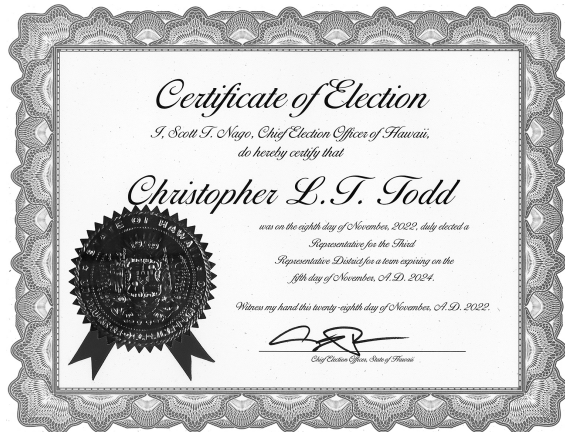 Certificate of Election
I, Scott T. Nago, Chief Election Officer of Hawaii,
do hereby certify that
Christopher L.T. Todd
was on the eighth day of November, 2022, duly elected a
Representative for the Third
Representative District for a term expiring on the
fifth day of November, A.D. 2024.
Witness my hand this twenty-eighth day of November, A.D. 2022.
Chief Election Officer, State of Hawaii